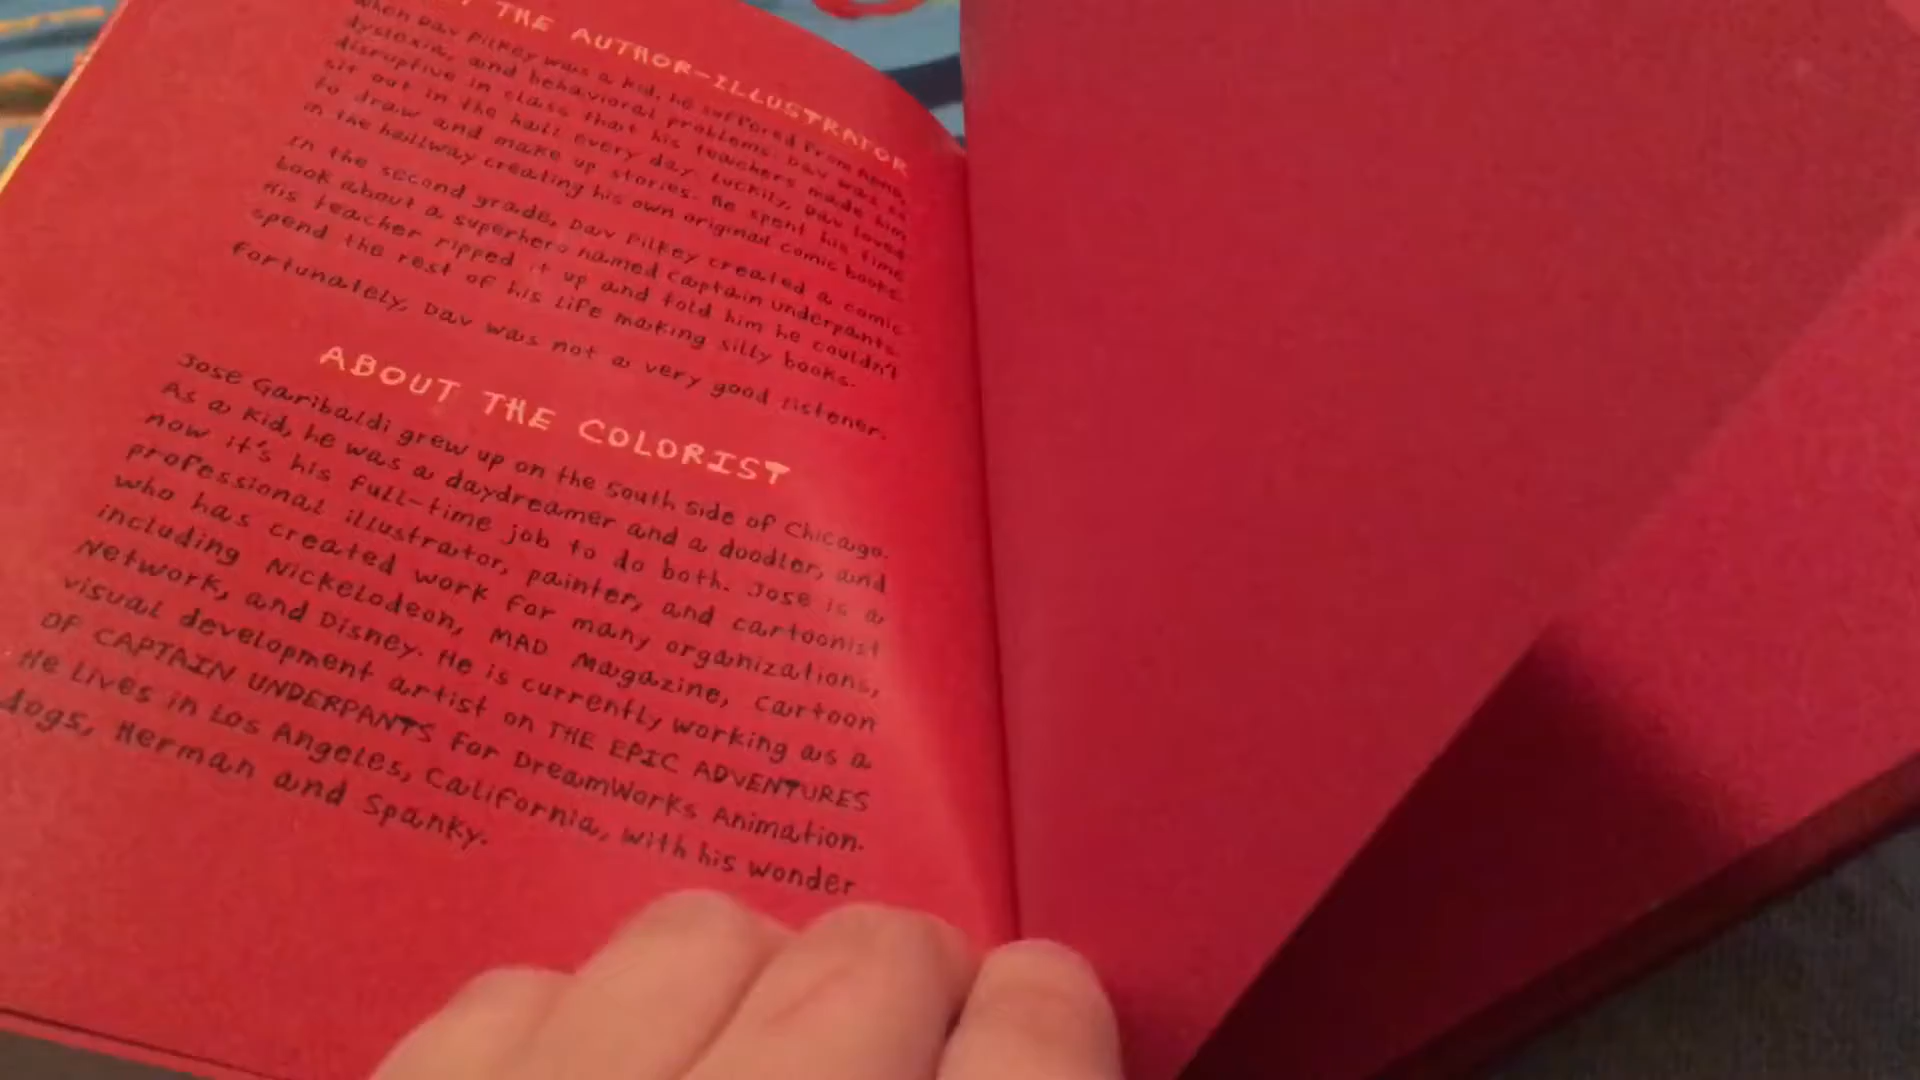 THE AUTHOR-ILLUSTRATOR
When Dav Pilkey was a kid, he suffered from ADHD,
dyslexia, and behavioral problems. Dav was so
disruptive in class that his teachers made him
sit out in the hall every day. Luckily, Dav loved
to draw and make up stories. He spent his time
in the hallway creating his own original comic books.
In the second grade, Dav Pilkey created a comic
book about a superhero named Captain Underpants.
His teacher ripped it up and told him he couldn't
spend the rest of his life making silly books.
Fortunately, Dav was not a very good listener.
ABOUT THE COLORIST
Jose Garibaldi grew up on the South side of Chicago.
As a kid, he was a daydreamer and a doodler, and
now it's his full-time job to do both. Jose is a
professional illustrator, painter, and cartoonist
who has created work for many organizations,
including Nickelodeon, MAD Magazine, Cartoon
Network, and Disney. He is currently working as a
visual development artist on THE EPIC ADVENTURES
OF CAPTAIN UNDERPANTS for DreamWorks Animation.
He lives in Los Angeles, California, with his wonder
dogs, Herman and Spanky.